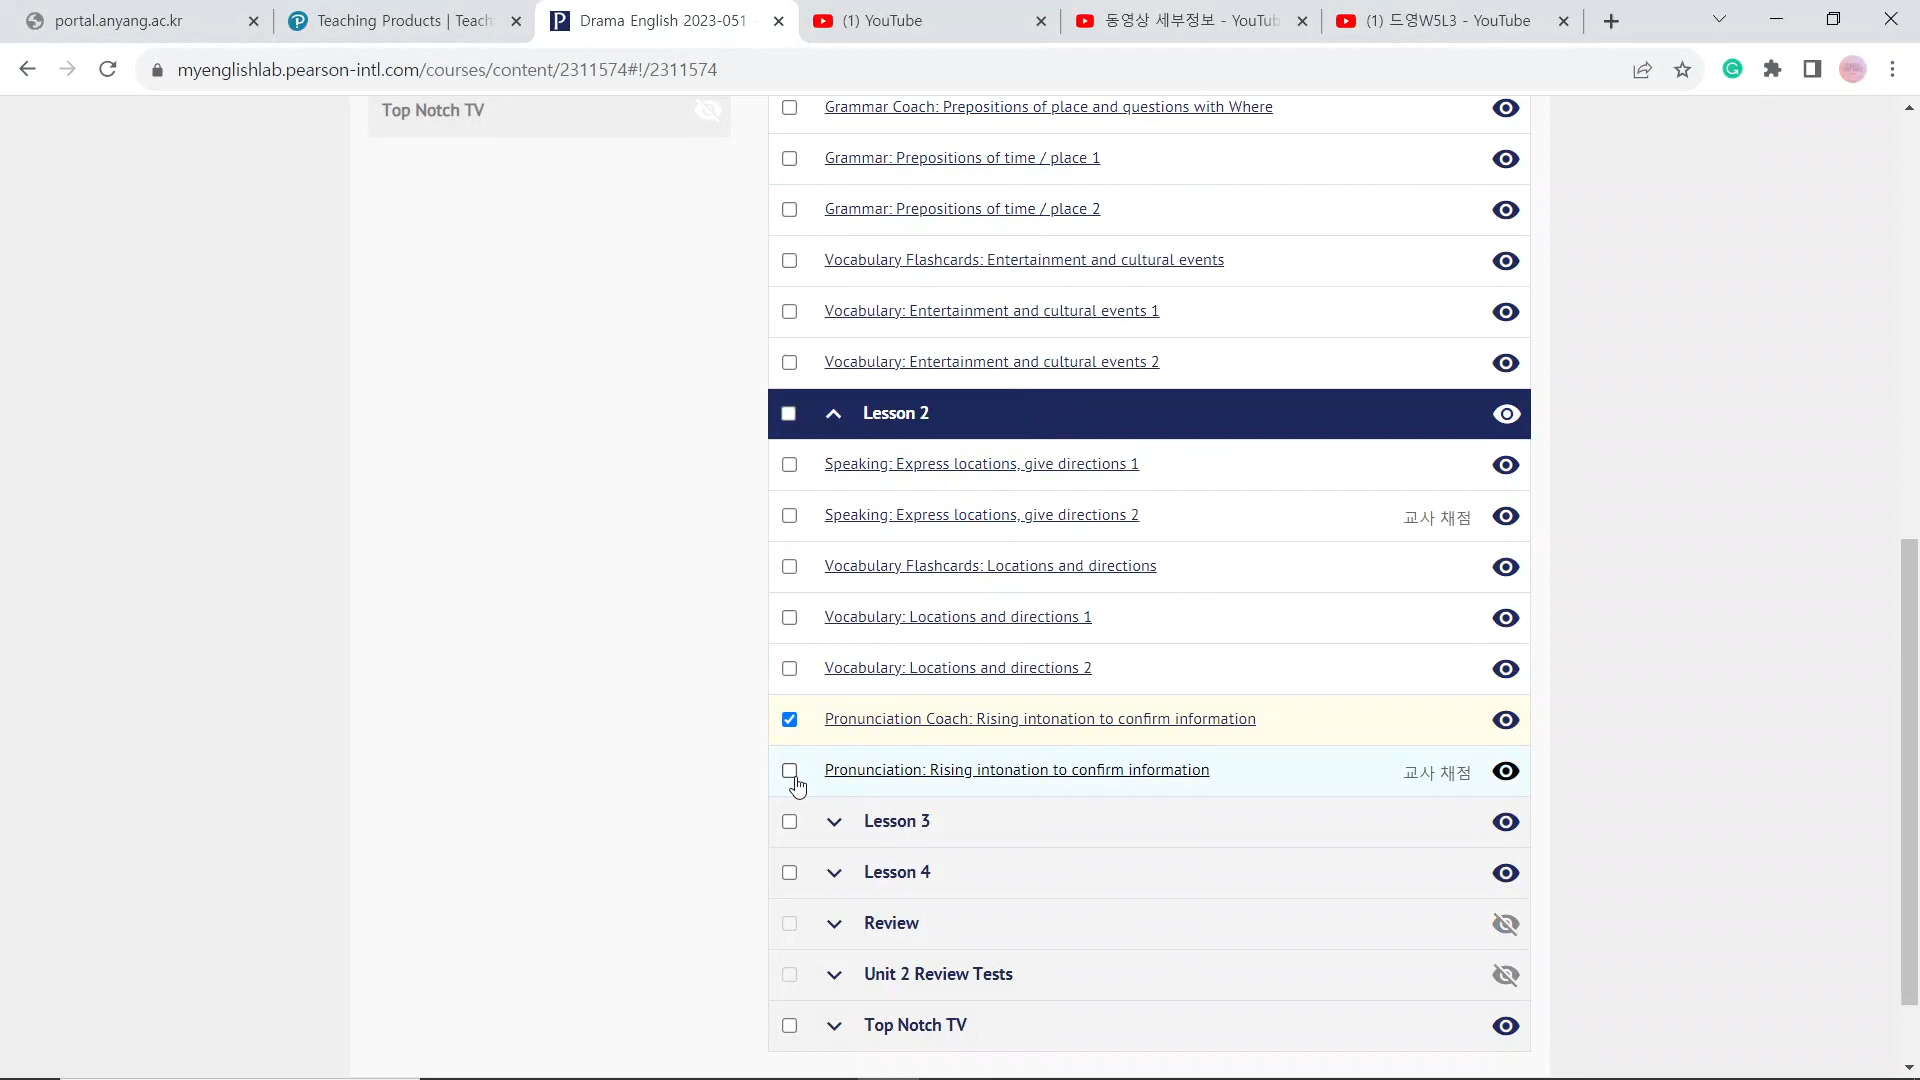 portal.anyang.ac.kr
Teaching Products | Teach
Drama English 2023-051 -
(1) YouTube
동영상 세부정보 - YouTub
(1) 드영W5L3 - YouTube
myenglishlab.pearson-intl.com/courses/content/2311574#!/2311574
Top Notch TV
Grammar Coach: Prepositions of place and questions with Where
Grammar: Prepositions of time / place 1
Grammar: Prepositions of time / place 2
Vocabulary Flashcards: Entertainment and cultural events
Vocabulary: Entertainment and cultural events 1
Vocabulary: Entertainment and cultural events 2
Lesson 2
Speaking: Express locations, give directions 1
Speaking: Express locations, give directions 2
교사 채점
Vocabulary Flashcards: Locations and directions
Vocabulary: Locations and directions 1
Vocabulary: Locations and directions 2
Pronunciation Coach: Rising intonation to confirm information
Pronunciation: Rising intonation to confirm information
교사 채점
Lesson 3
Lesson 4
Review
Unit 2 Review Tests
Top Notch TV